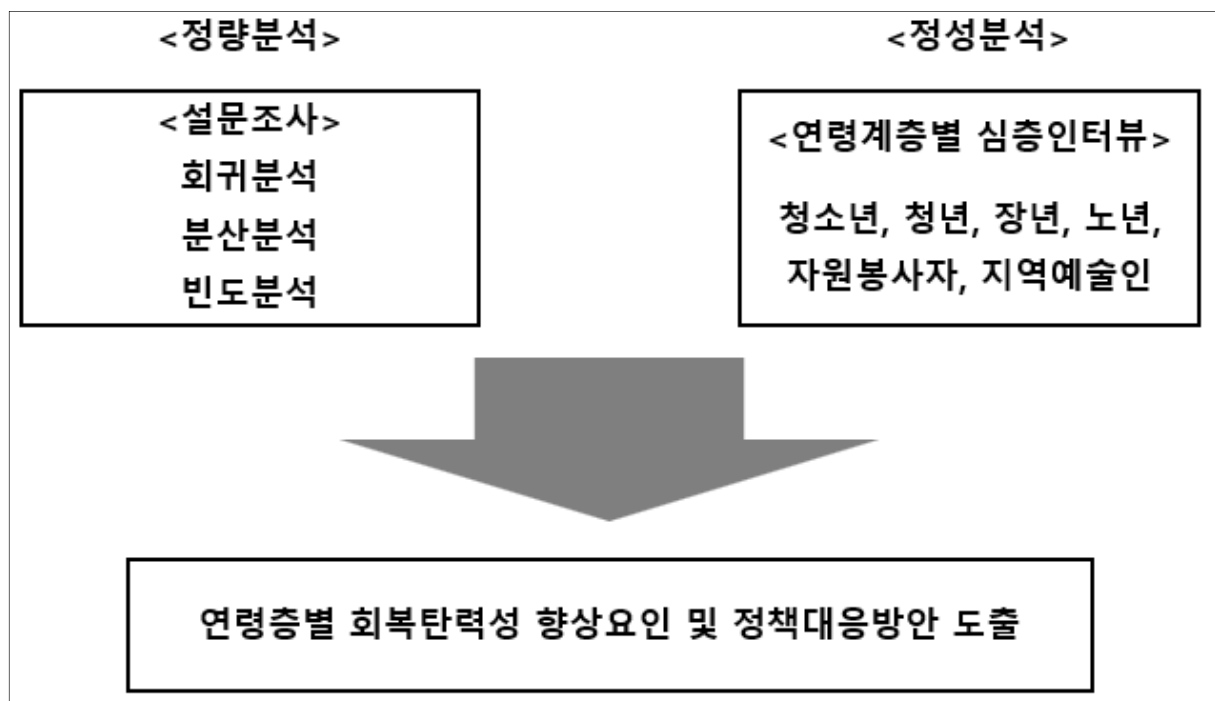 <정량분석>
<설문조사>
회귀분석
분산분석
빈도분석
<정성분석>
<연령계층별 심층인터뷰>
청소년, 청년, 장년, 노년,
자원봉사자, 지역예술인
연령층별 회복탄력성 향상요인 및 정책대응방안 도출